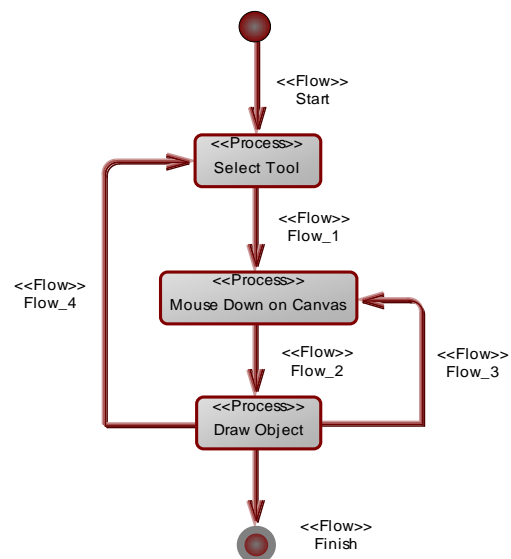 <<Flow>>
Start
<<Process>>
Select Tool
<<Flow>>
Flow_1
<<Flow>>
Flow_4
<<Process>>
Mouse Down on Canvas
<<Flow>>
Flow_2
<<Flow>>
Flow_3
<<Process>>
Draw Object
<<Flow>>
Finish